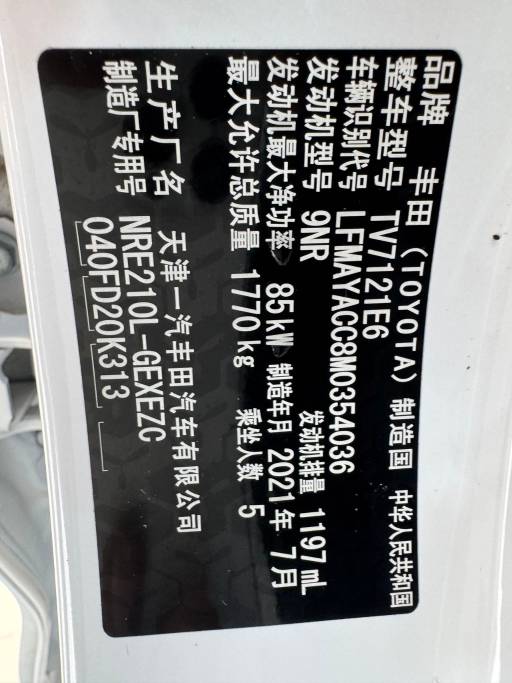 品牌 丰田（TOYOTA） 制造国 中华人民共和国
整车型号 TV7121E6
车辆识别代号 LFMAYACC8M0354036
发动机型号 9NR 发动机排量 1197mL
发动机最大净功率 85kW 制造年月 2021年7月
最大允许总质量 1770kg 乘坐人数 5
生产厂名 天津一汽丰田汽车有限公司
制造厂专用号 NRE210L-GEXEZC
040FD20K313